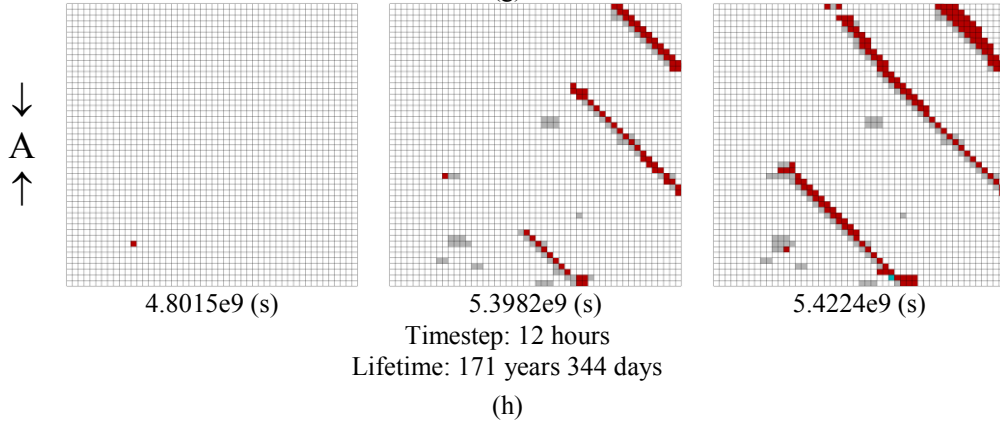 ↓
A
↑
4.8015e9 (s) 5.3982e9 (s) 5.4224e9 (s)
Timestep: 12 hours
Lifetime: 171 years 344 days
(h)